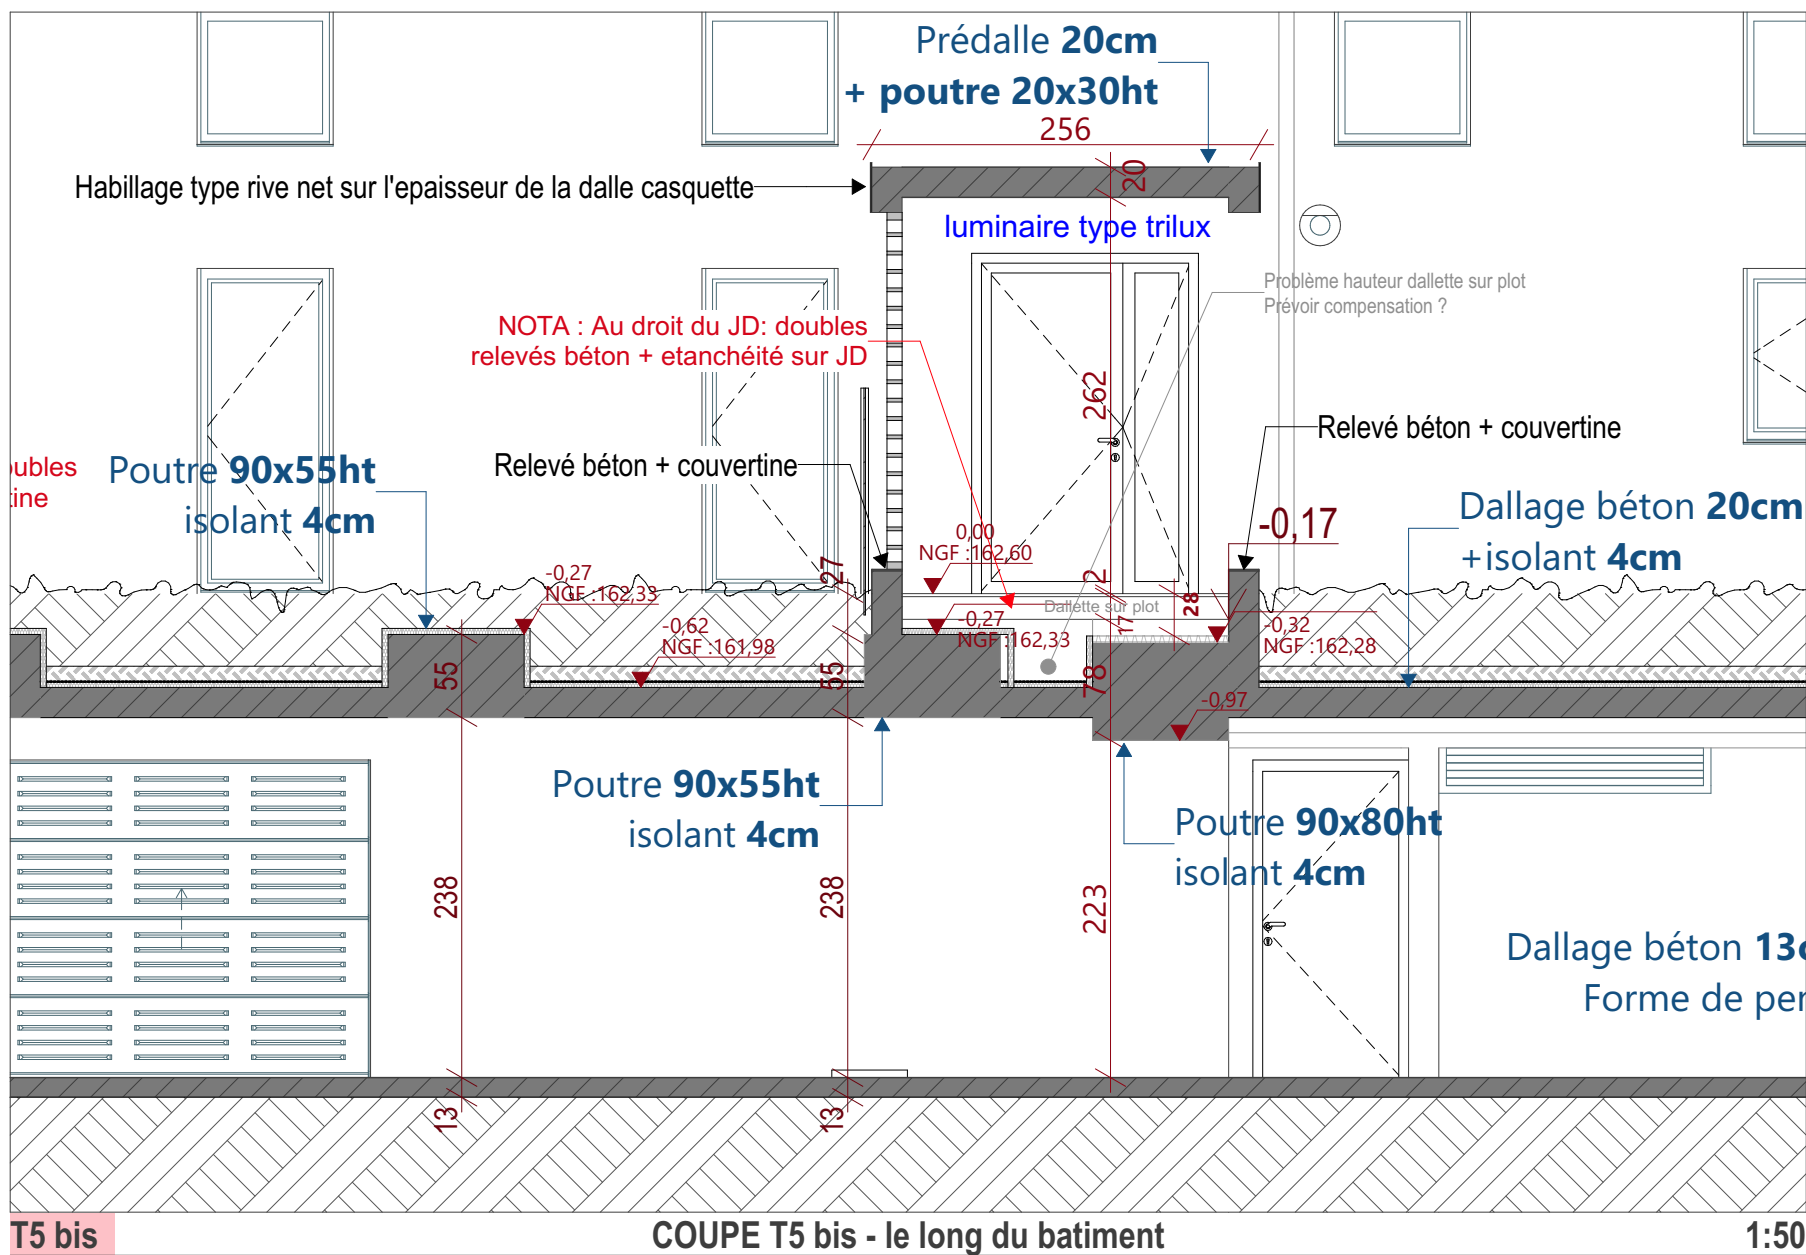 Prédalle 20cm
+ poutre 20x30ht
256
20
Habillage type rive net sur l'epaisseur de la dalle casquette
luminaire type trilux
Problème hauteur dallette sur plot
Prévoir compensation ?
NOTA : Au droit du JD: doubles
relevés béton + etanchéité sur JD
262
Relevé béton + couvertine
Relevé béton + couvertine
oubles
tine
Poutre 90x55ht
isolant 4cm
Dallage béton 20cm
+isolant 4cm
-0,17
0,00
NGF :162,60
-0,27
NGF :162,33
27
2
28
Dallette sur plot
17
-0,62
NGF :161,98
-0,27
NGF :162,33
-0,32
NGF :162,28
55
55
78
-0,97
Poutre 90x55ht
isolant 4cm
Poutre 90x80ht
isolant 4cm
238
238
223
Dallage béton 13c
Forme de pen
13
13
T5 bis
COUPE T5 bis - le long du batiment
1:50